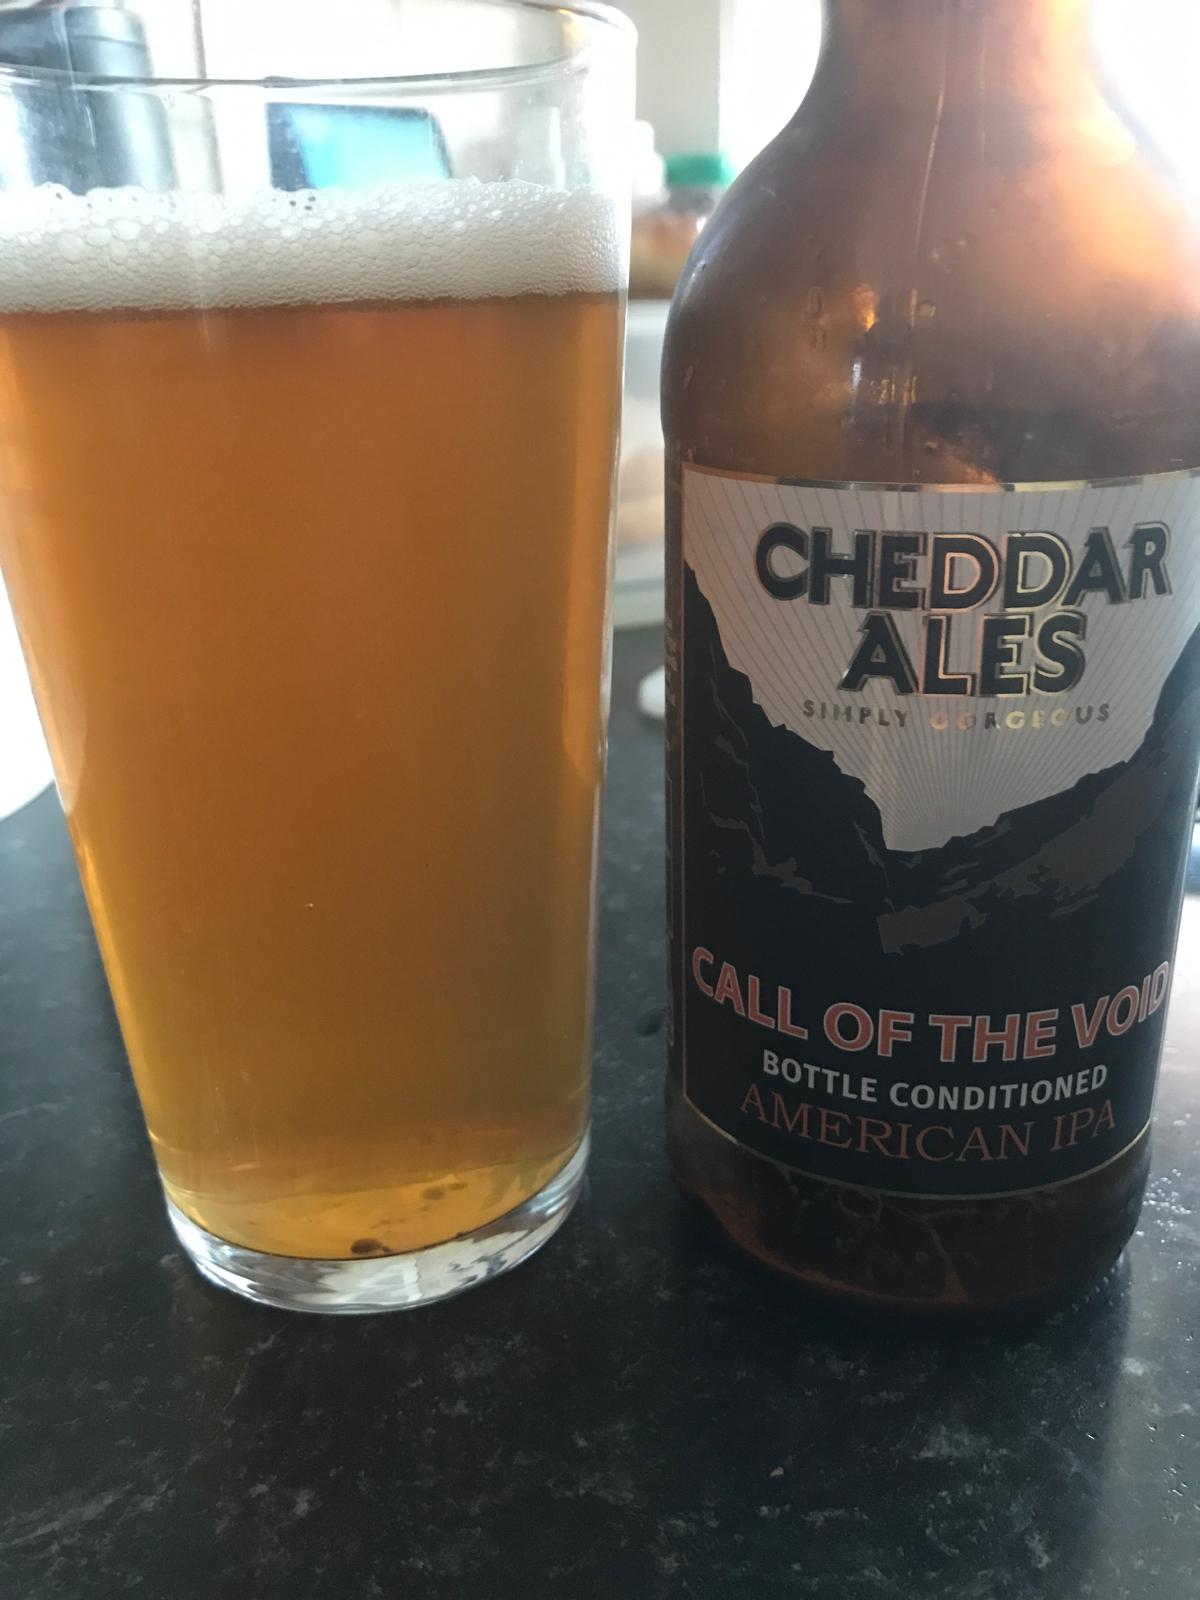 CHEDDAR
ALES
SIMPLY GORGEOUS
CALL OF THE VOID
BOTTLE CONDITIONED
AMERICAN IPA